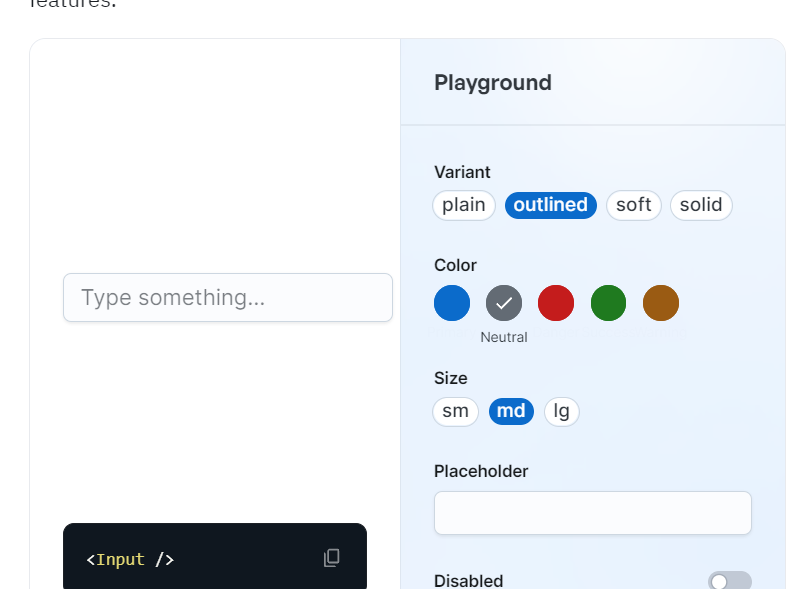 features.
Playground
Variant
plain outlined soft solid
Type something...
Color
Neutral
Size
sm md lg
Placeholder
<Input />
Disabled